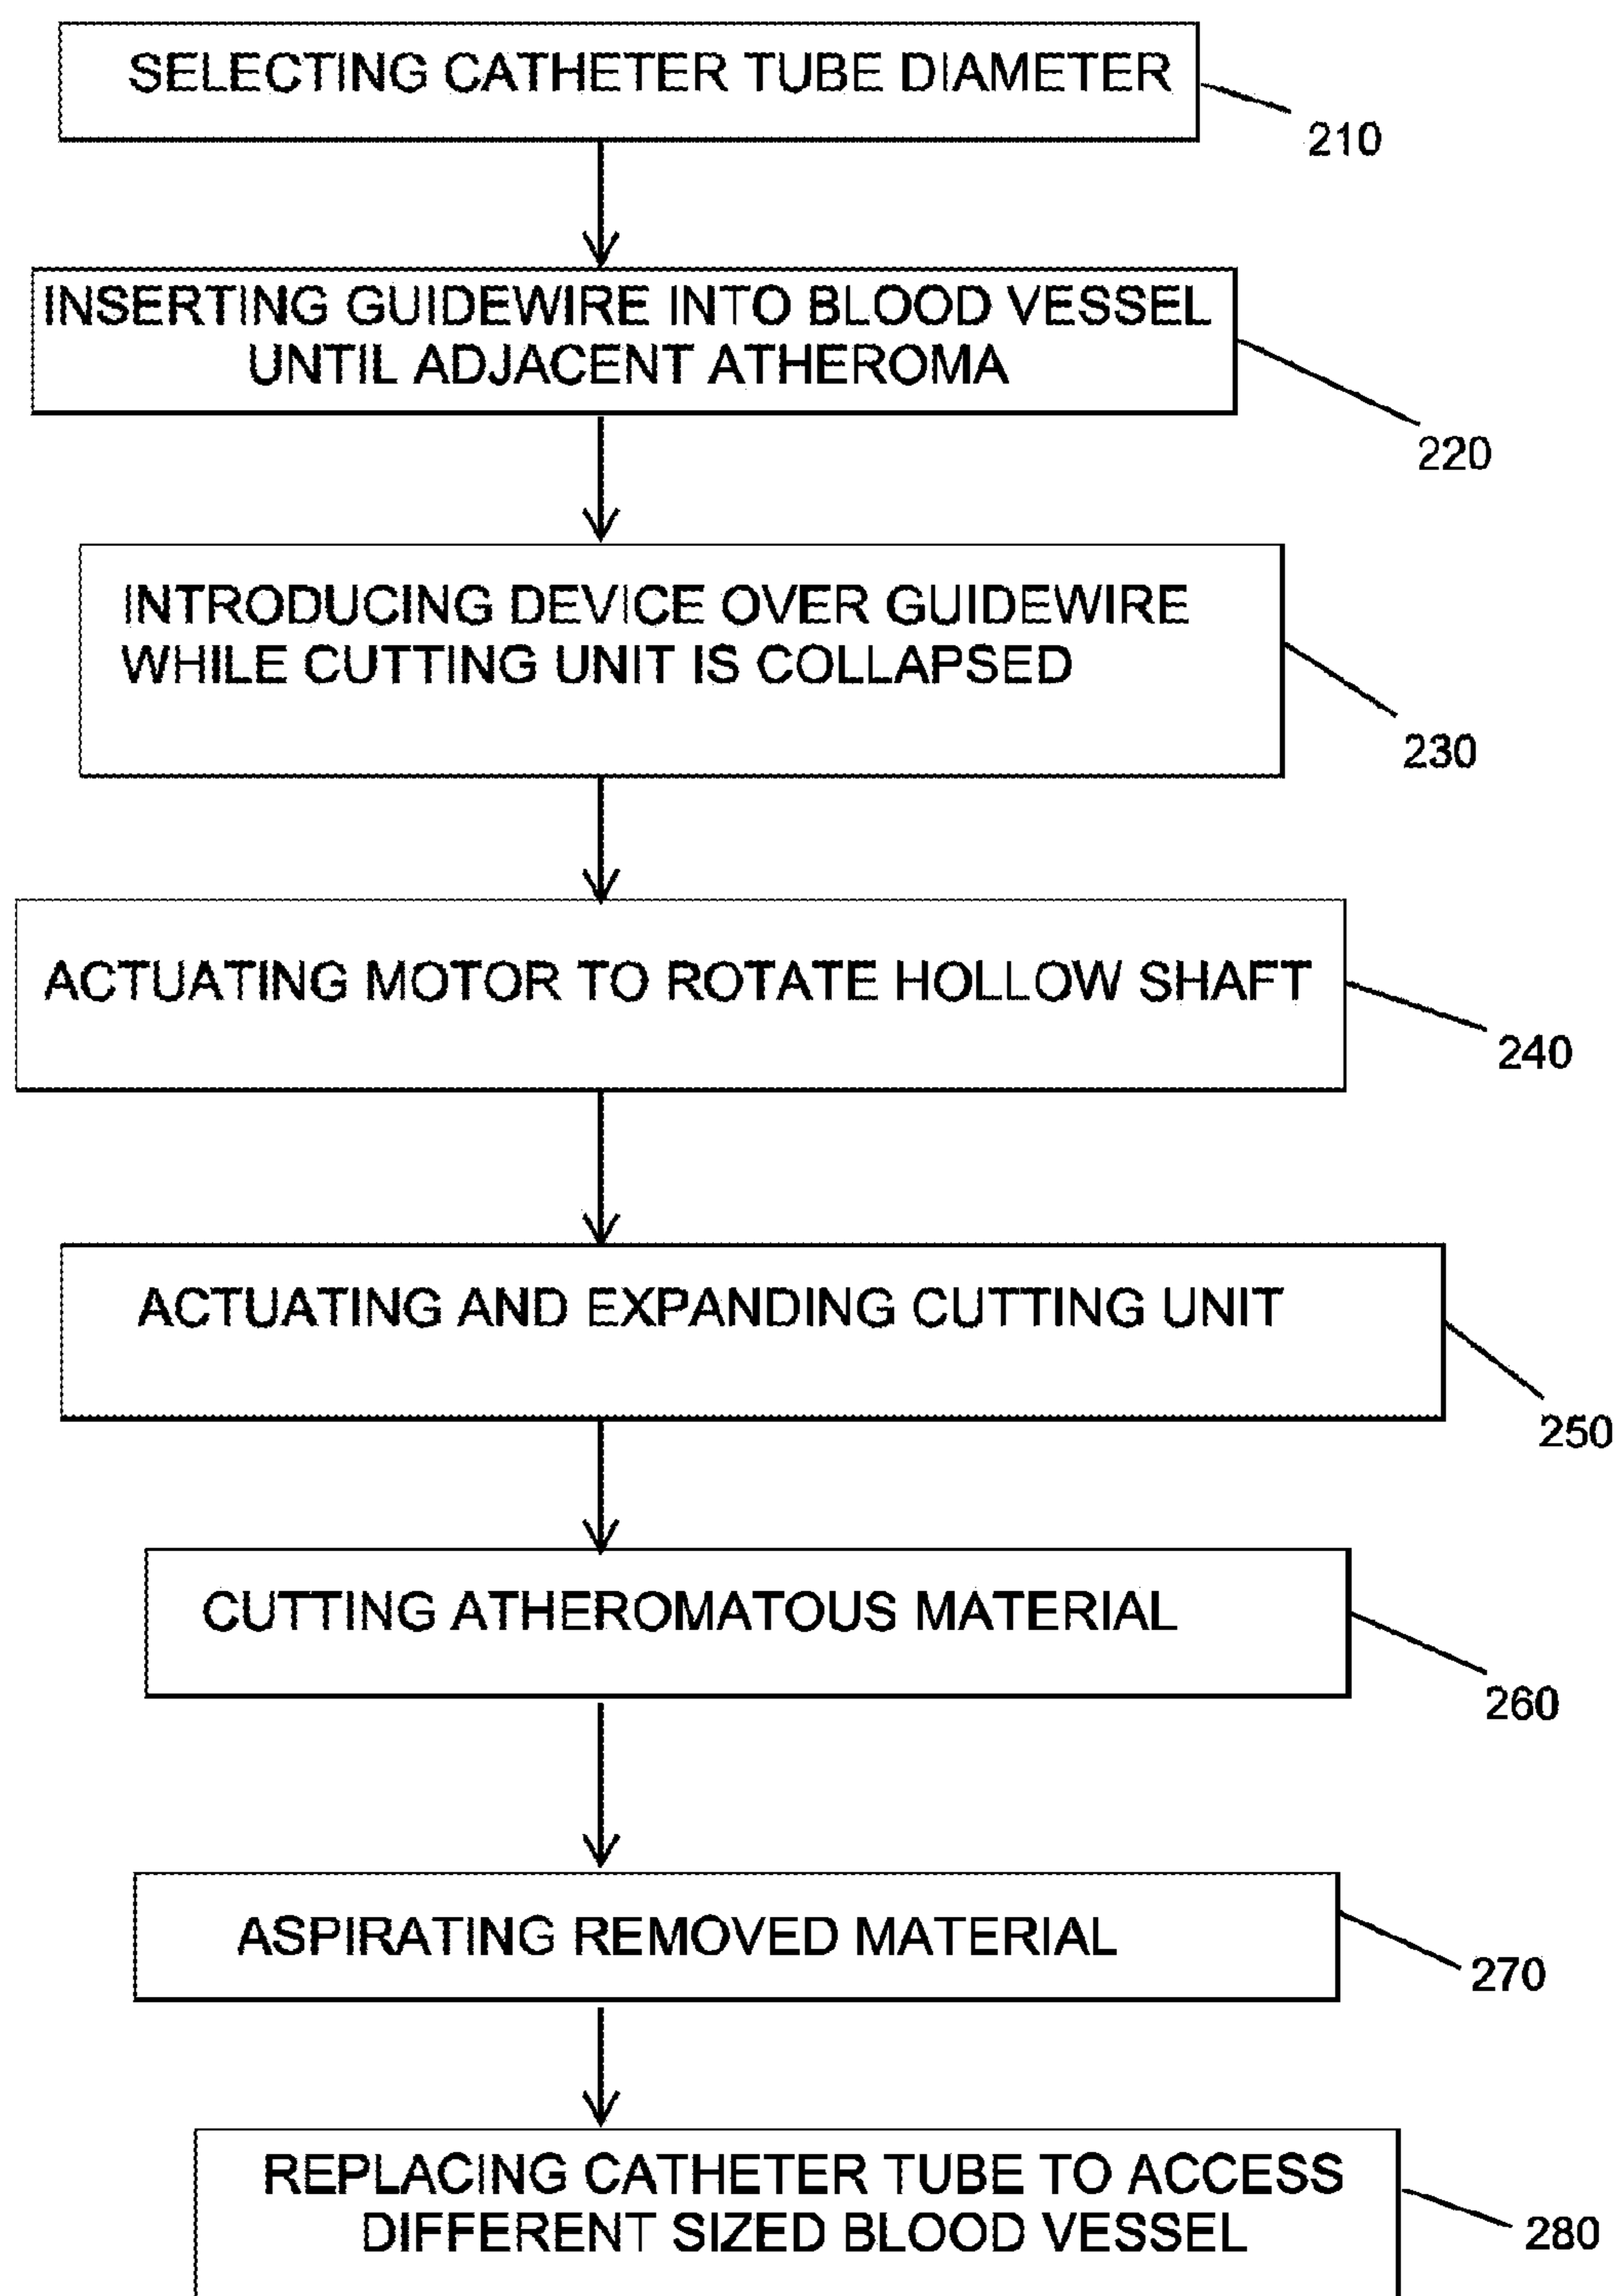 SELECTING CATHETER TUBE DIAMETER
210
INSERTING GUIDEWIRE INTO BLOOD VESSEL
UNTIL ADJACENT ATHEROMA
220
INTRODUCING DEVICE OVER GUIDEWIRE
WHILE CUTTING UNIT IS COLLAPSED
230
ACTUATING MOTOR TO ROTATE HOLLOW SHAFT
240
ACTUATING AND EXPANDING CUTTING UNIT
250
CUTTING ATHEROMATOUS MATERIAL
260
ASPIRATING REMOVED MATERIAL
270
REPLACING CATHETER TUBE TO ACCESS
DIFFERENT SIZED BLOOD VESSEL
280